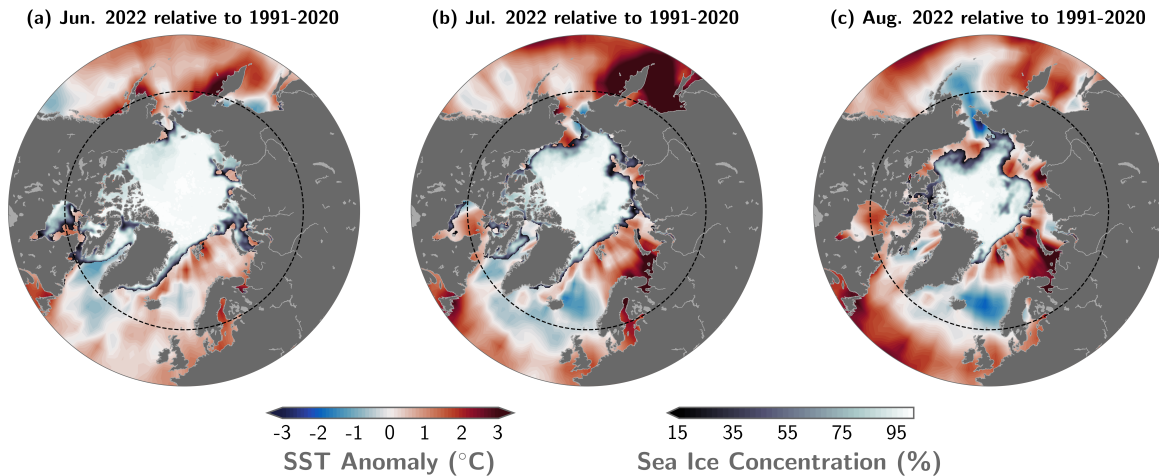 (a) Jun. 2022 relative to 1991-2020
(b) Jul. 2022 relative to 1991-2020
(c) Aug. 2022 relative to 1991-2020
-3 -2 -1 0 1 2 3
SST Anomaly (°C)
15 35 55 75 95
Sea Ice Concentration (%)